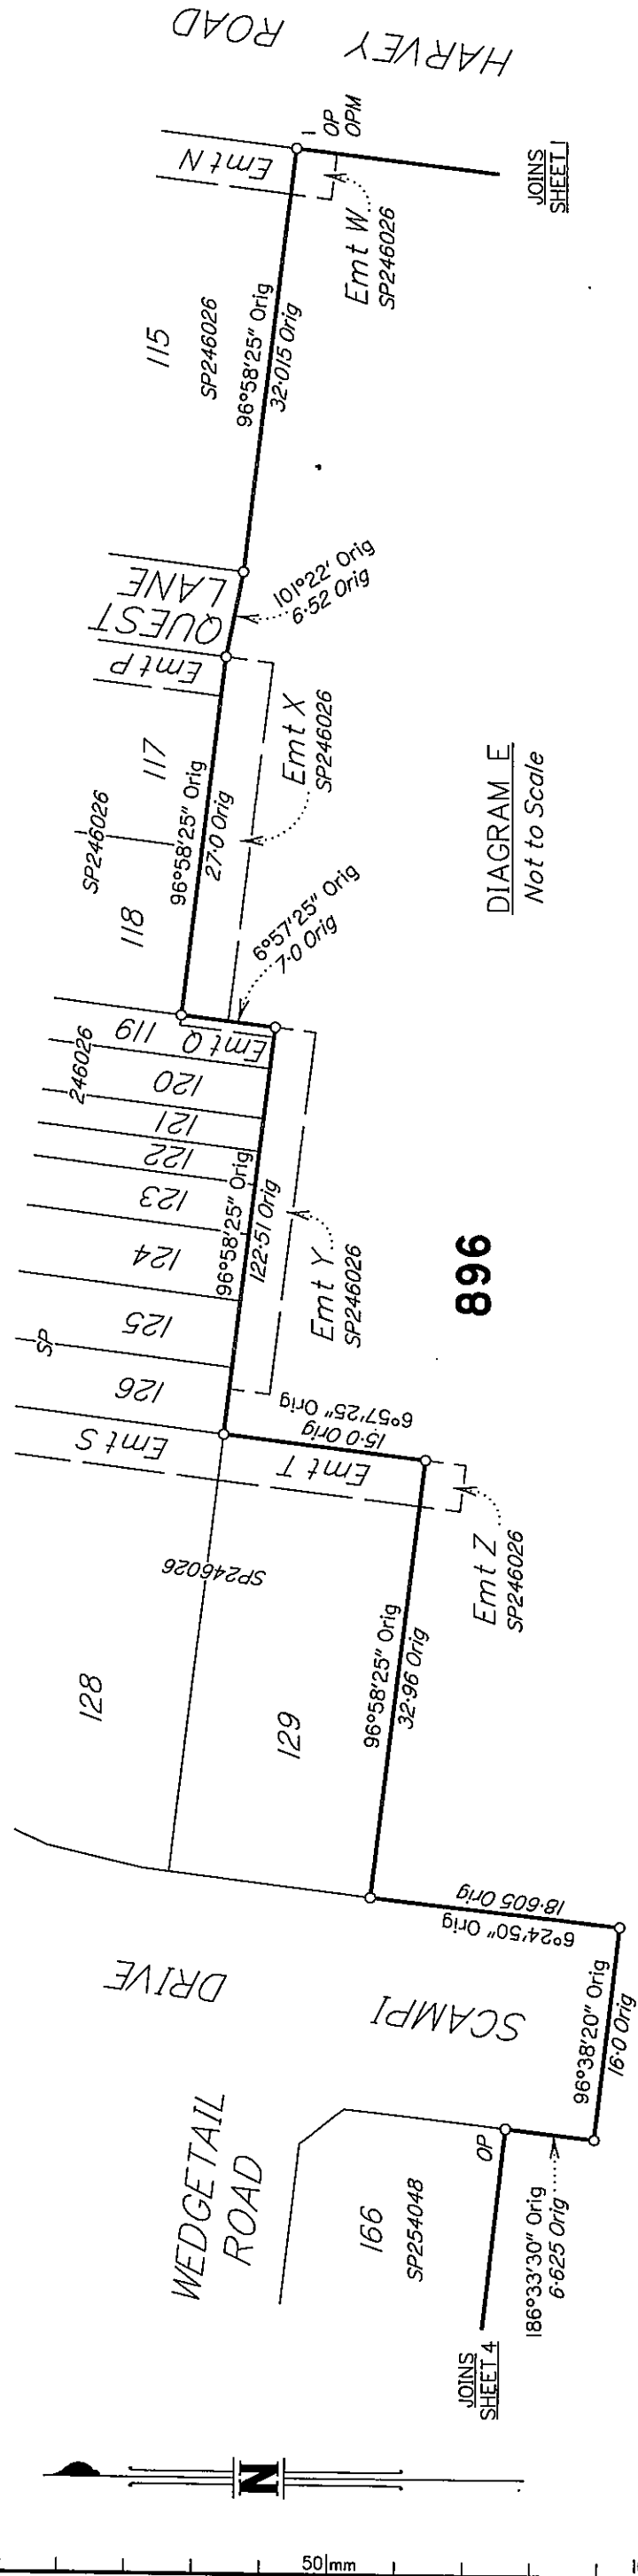 HARVEY ROAD
Emt N
1
OP
OPM
JOINS
SHEET 1
Emt W
SP246026
115
SP246026
96°58'25" Orig
32·015 Orig
QUEST
LANE
101°22' Orig
6·52 Orig
Emt P
117
SP246026
118
96°58'25" Orig
27·0 Orig
Emt X
SP246026
6°57'25" Orig
7·0 Orig
DIAGRAM E
Not to Scale
119
Emt Q
246026
120
121
122
123
124
125
SP
126
96°58'25" Orig
122·51 Orig
Emt Y
SP246026
896
6°57'25" Orig
15·0 Orig
Emt S
Emt T
Emt Z
SP246026
SP246026
128
129
96°58'25" Orig
32·96 Orig
18·605 Orig
6°24'50" Orig
SCAMPI DRIVE
96°38'20" Orig
16·0 Orig
WEDGETAIL
ROAD
166
SP254048
OP
186°33'30" Orig
6·625 Orig
JOINS
SHEET 4
N
50 mm